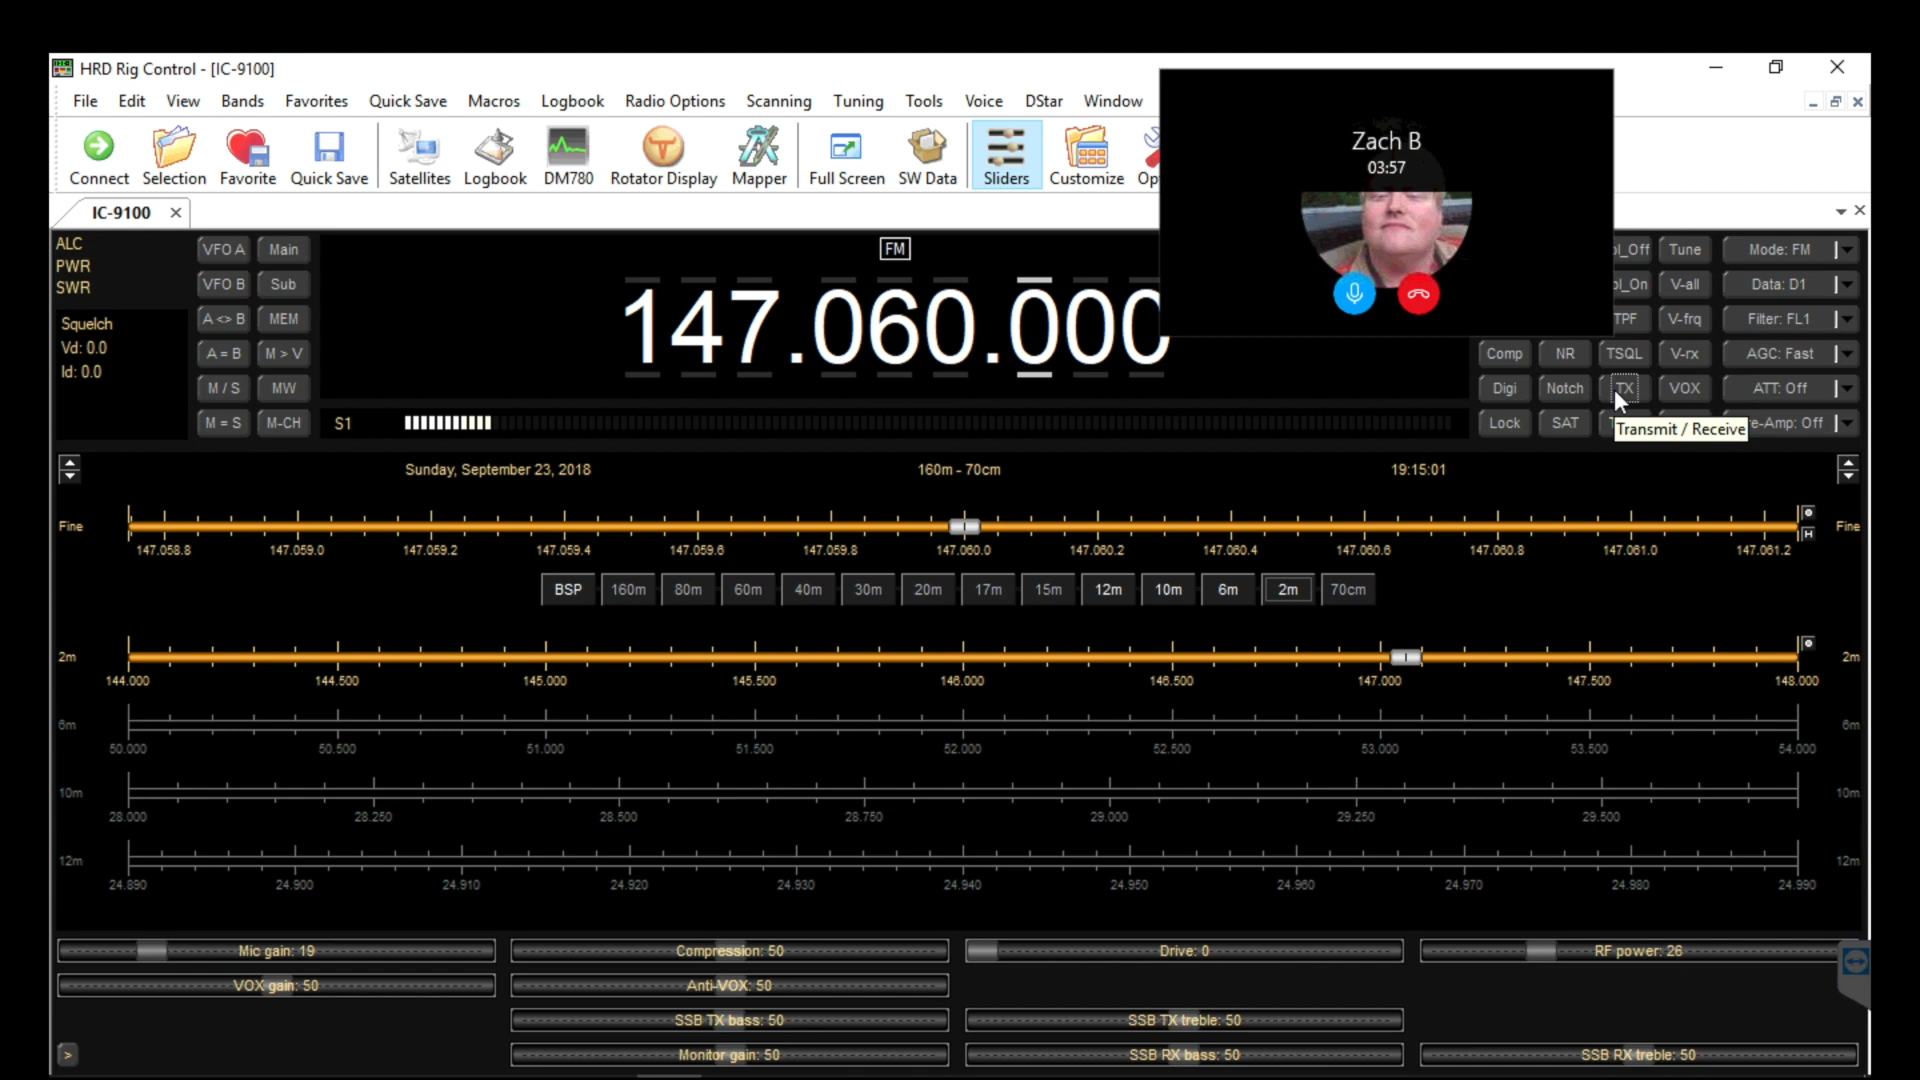 HRD Rig Control - [IC-9100]
File Edit View Bands Favorites Quick Save Macros Logbook Radio Options Scanning Tuning Tools Voice DStar Window
Connect Selection Favorite Quick Save Satellites Logbook DM780 Rotator Display Mapper Full Screen SW Data Sliders Customize Op
Zach B
03:57
IC-9100
ALC
PWR
SWR
Squelch
Vd: 0.0
Id: 0.0
VFO A Main
VFO B Sub
A <> B MEM
A = B M > V
M / S MW
M = S M-CH
FM
147.060.000
S1
ol_Off Tune Mode: FM
ol_On V-all Data: D1
TPF V-frq Filter: FL1
Comp NR TSQL V-rx AGC: Fast
Digi Notch TX VOX ATT: Off
Lock SAT T e-Amp: Off
Transmit / Receive
Sunday, September 23, 2018 160m - 70cm 19:15:01
Fine Fine
147.058.8 147.059.0 147.059.2 147.059.4 147.059.6 147.059.8 147.060.0 147.060.2 147.060.4 147.060.6 147.060.8 147.061.0 147.061.2
H
BSP 160m 80m 60m 40m 30m 20m 17m 15m 12m 10m 6m 2m 70cm
2m 2m
144.000 144.500 145.000 145.500 146.000 146.500 147.000 147.500 148.000
6m 6m
50.000 50.500 51.000 51.500 52.000 52.500 53.000 53.500 54.000
10m 10m
28.000 28.250 28.500 28.750 29.000 29.250 29.500
12m 12m
24.890 24.900 24.910 24.920 24.930 24.940 24.950 24.960 24.970 24.980 24.990
Mic gain: 19 Compression: 50 Drive: 0 RF power: 26
VOX gain: 50 Anti-VOX: 50
SSB TX bass: 50 SSB TX treble: 50
> Monitor gain: 50 SSB RX bass: 50 SSB RX treble: 50